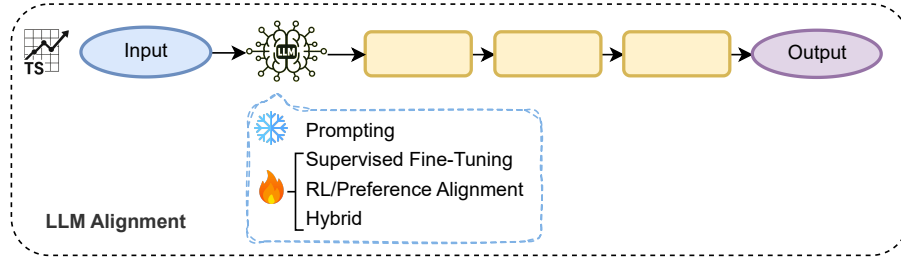 TS
Input
LLM
Output
Prompting
Supervised Fine-Tuning
RL/Preference Alignment
Hybrid
LLM Alignment